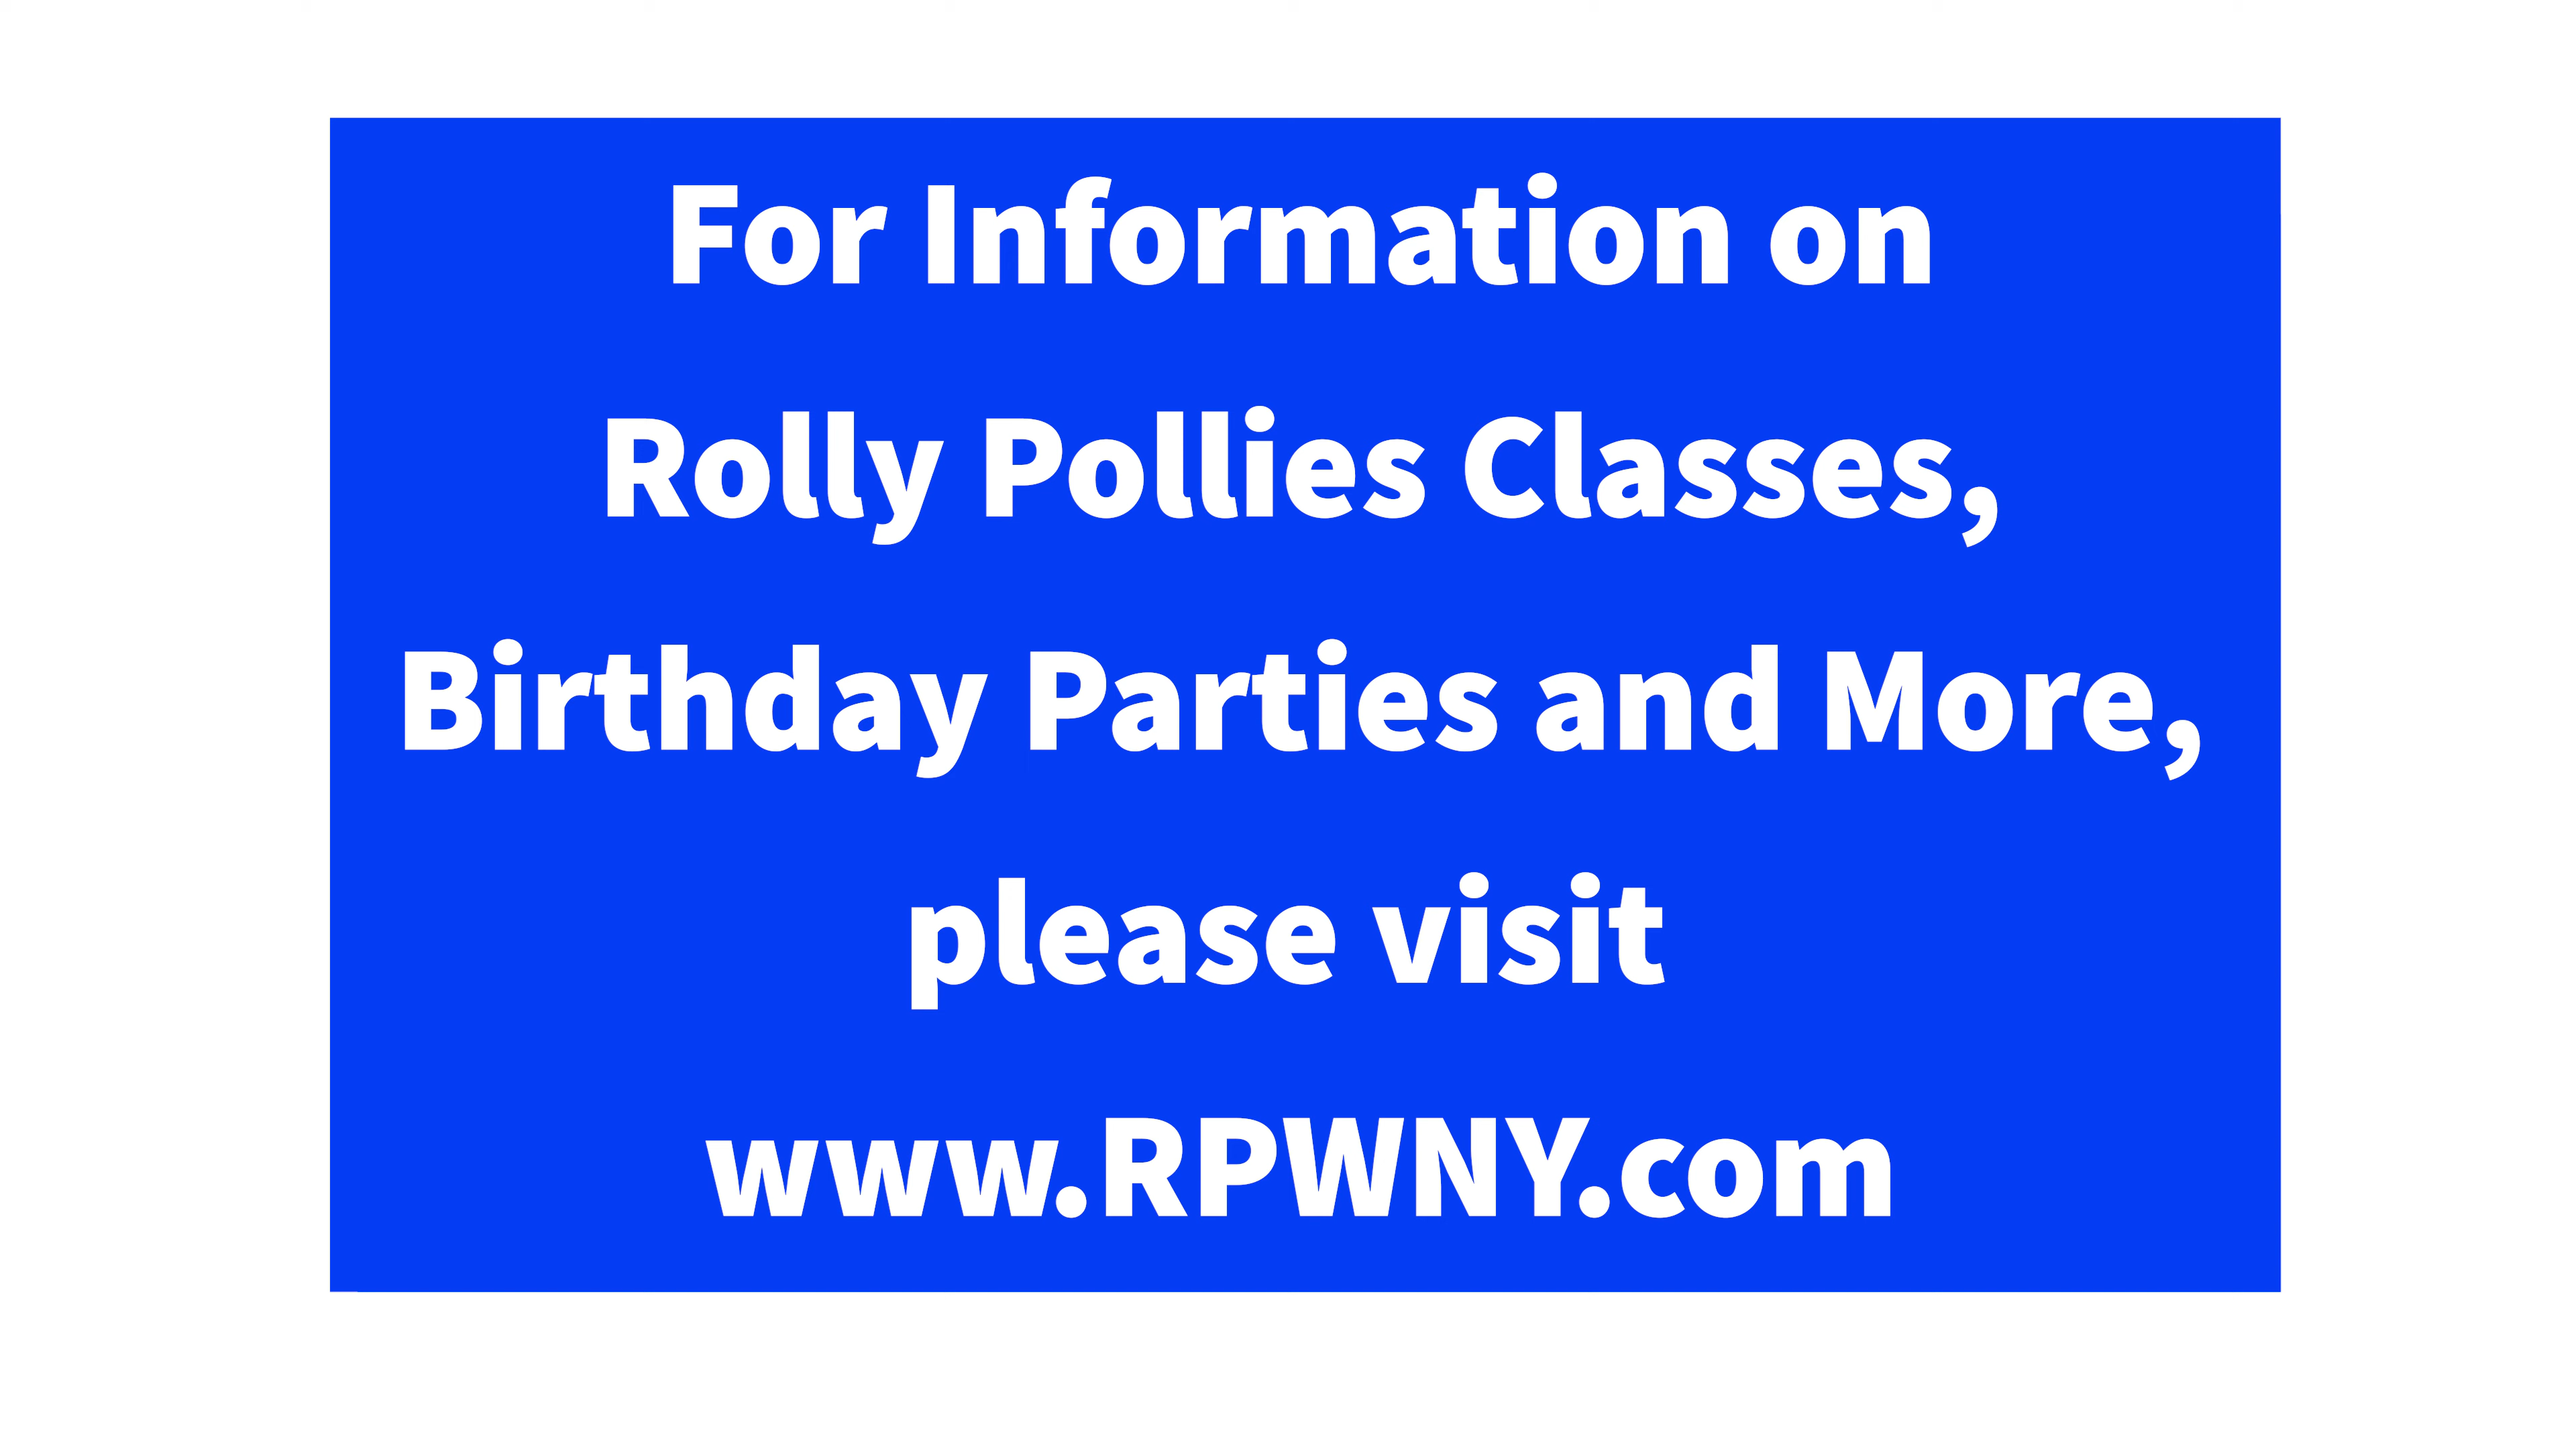 For Information on
Rolly Pollies Classes,
Birthday Parties and More,
please visit
www.RPWNY.com